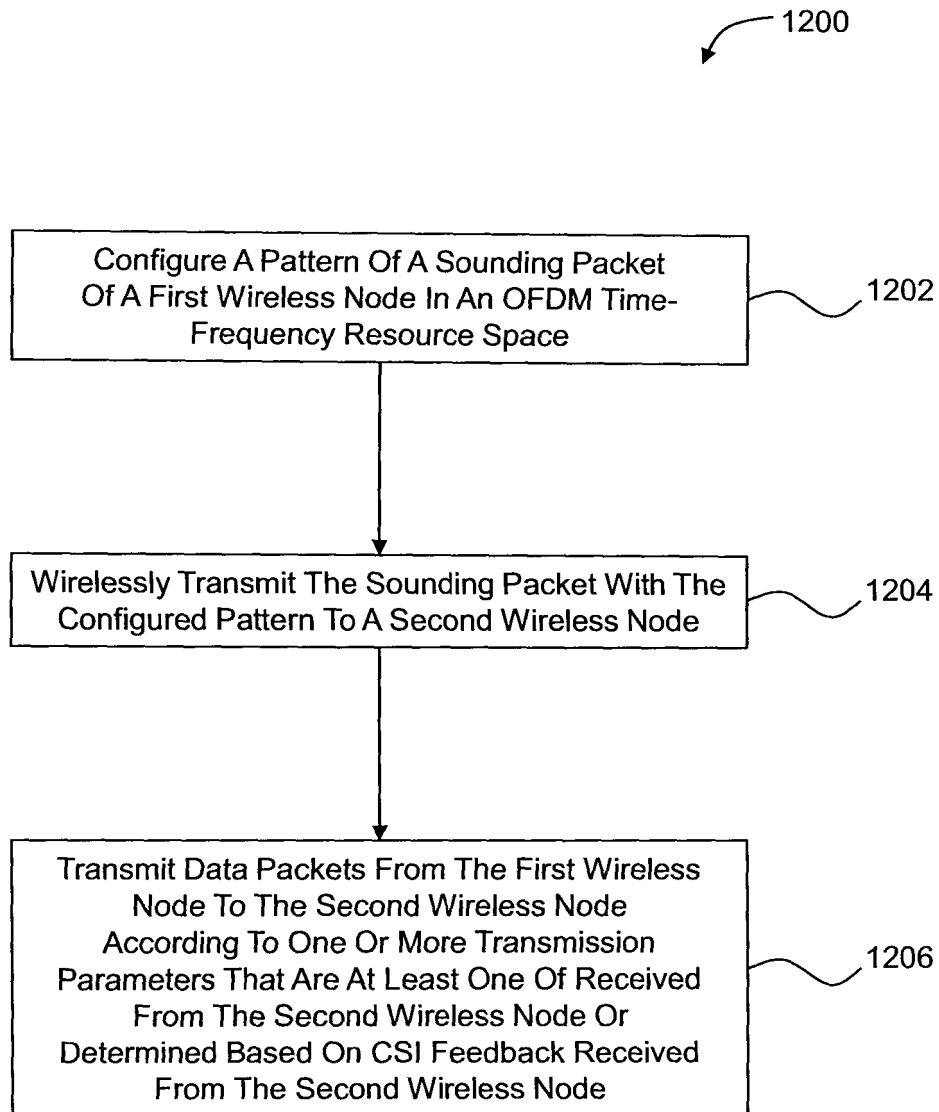 1200
Configure A Pattern Of A Sounding Packet
Of A First Wireless Node In An OFDM Time-
Frequency Resource Space
1202
Wirelessly Transmit The Sounding Packet With The
Configured Pattern To A Second Wireless Node
1204
Transmit Data Packets From The First Wireless
Node To The Second Wireless Node
According To One Or More Transmission
Parameters That Are At Least One Of Received
From The Second Wireless Node Or
Determined Based On CSI Feedback Received
From The Second Wireless Node
1206